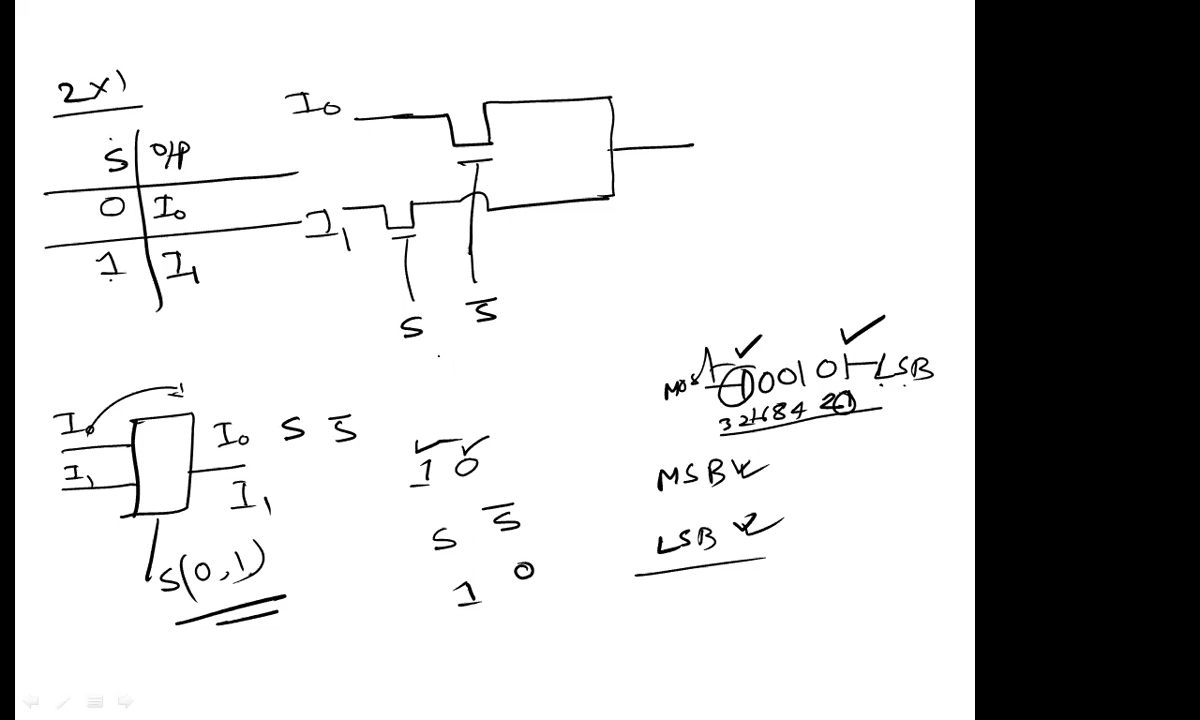 2x1
S O/P
0 I0
1 I1
I0
I1
S S̅
I0
I1
S(0,1)
I0 S S̅
I1
1 0
S S̅
1 0
100101 LSB
32 16 8 4 2 1
MSB
LSB